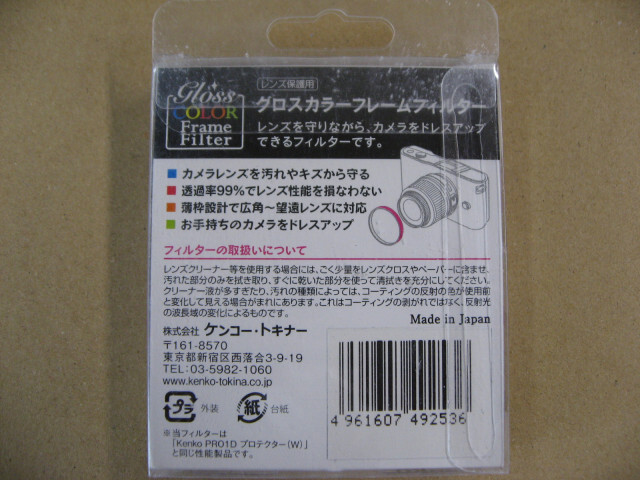 Gloss
COLOR
Frame
Filter
レンズ保護用
グロスカラーフレームフィルター
レンズを守りながら、カメラをドレスアップ
できるフィルターです。
カメラレンズを汚れやキズから守る
透過率99%でレンズ性能を損なわない
薄枠設計で広角〜望遠レンズに対応
お手持ちのカメラをドレスアップ
フィルターの取扱いについて
レンズクリーナー等を使用する場合には、ごく少量をレンズクロスやペーパーに含ませ、
汚れた部分のみを拭き取り、すぐに乾いた部分を使って清拭きを充分にしてください。
クリーナー液が多すぎたり、汚れの種類によっては、コーティングの反射の色が使用前
と変化して見える場合がまれにあります。これはコーティングの剥がれではなく、反射光
の波長域の変化によるものです。
Made in Japan
株式会社 ケンコー・トキナー
〒161-8570
東京都新宿区西落合3-9-19
TEL:03-5982-1060
www.kenko-tokina.co.jp
プラ 外装 紙 台紙
4 961607 492536
※当フィルターは
「Kenko PRO1D プロテクター(W)」
と同じ性能製品です。